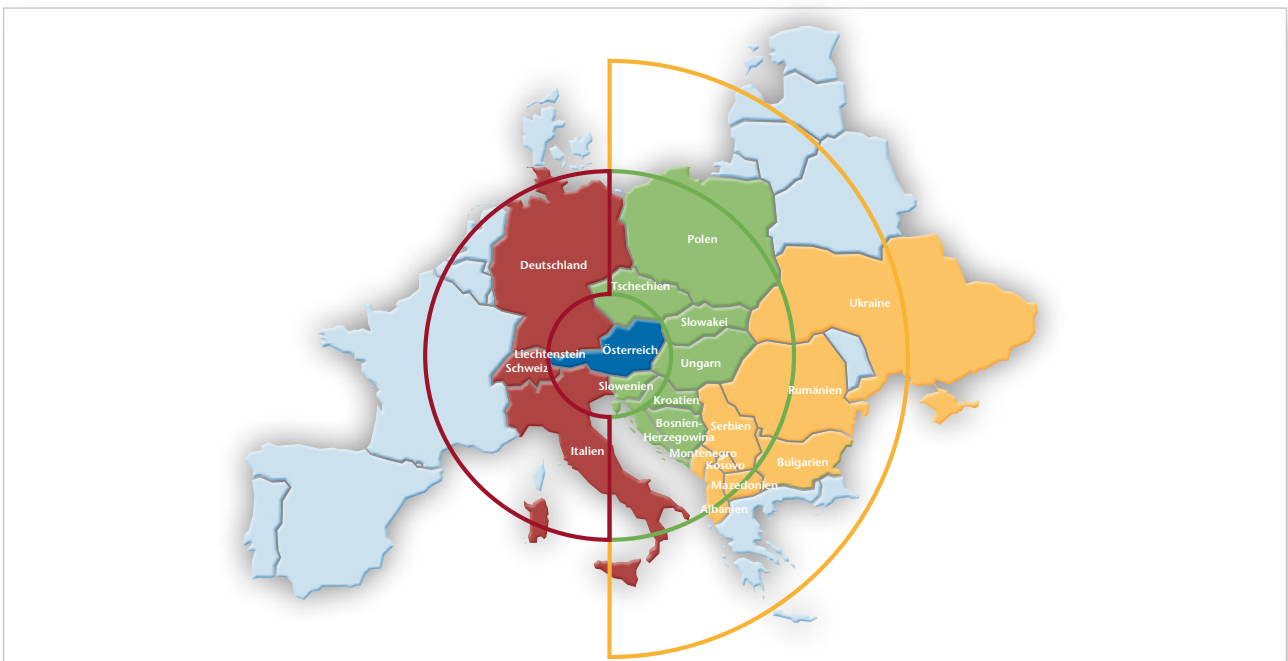 Polen
Deutschland
Tschechien
Ukraine
Slowakei
Österreich
Liechtenstein
Ungarn
Schweiz
Slowenien
Rumänien
Kroatien
Bosnien-
Herzegowina
Serbien
Italien
Montenegro
Kosovo
Bulgarien
Mazedonien
Albanien